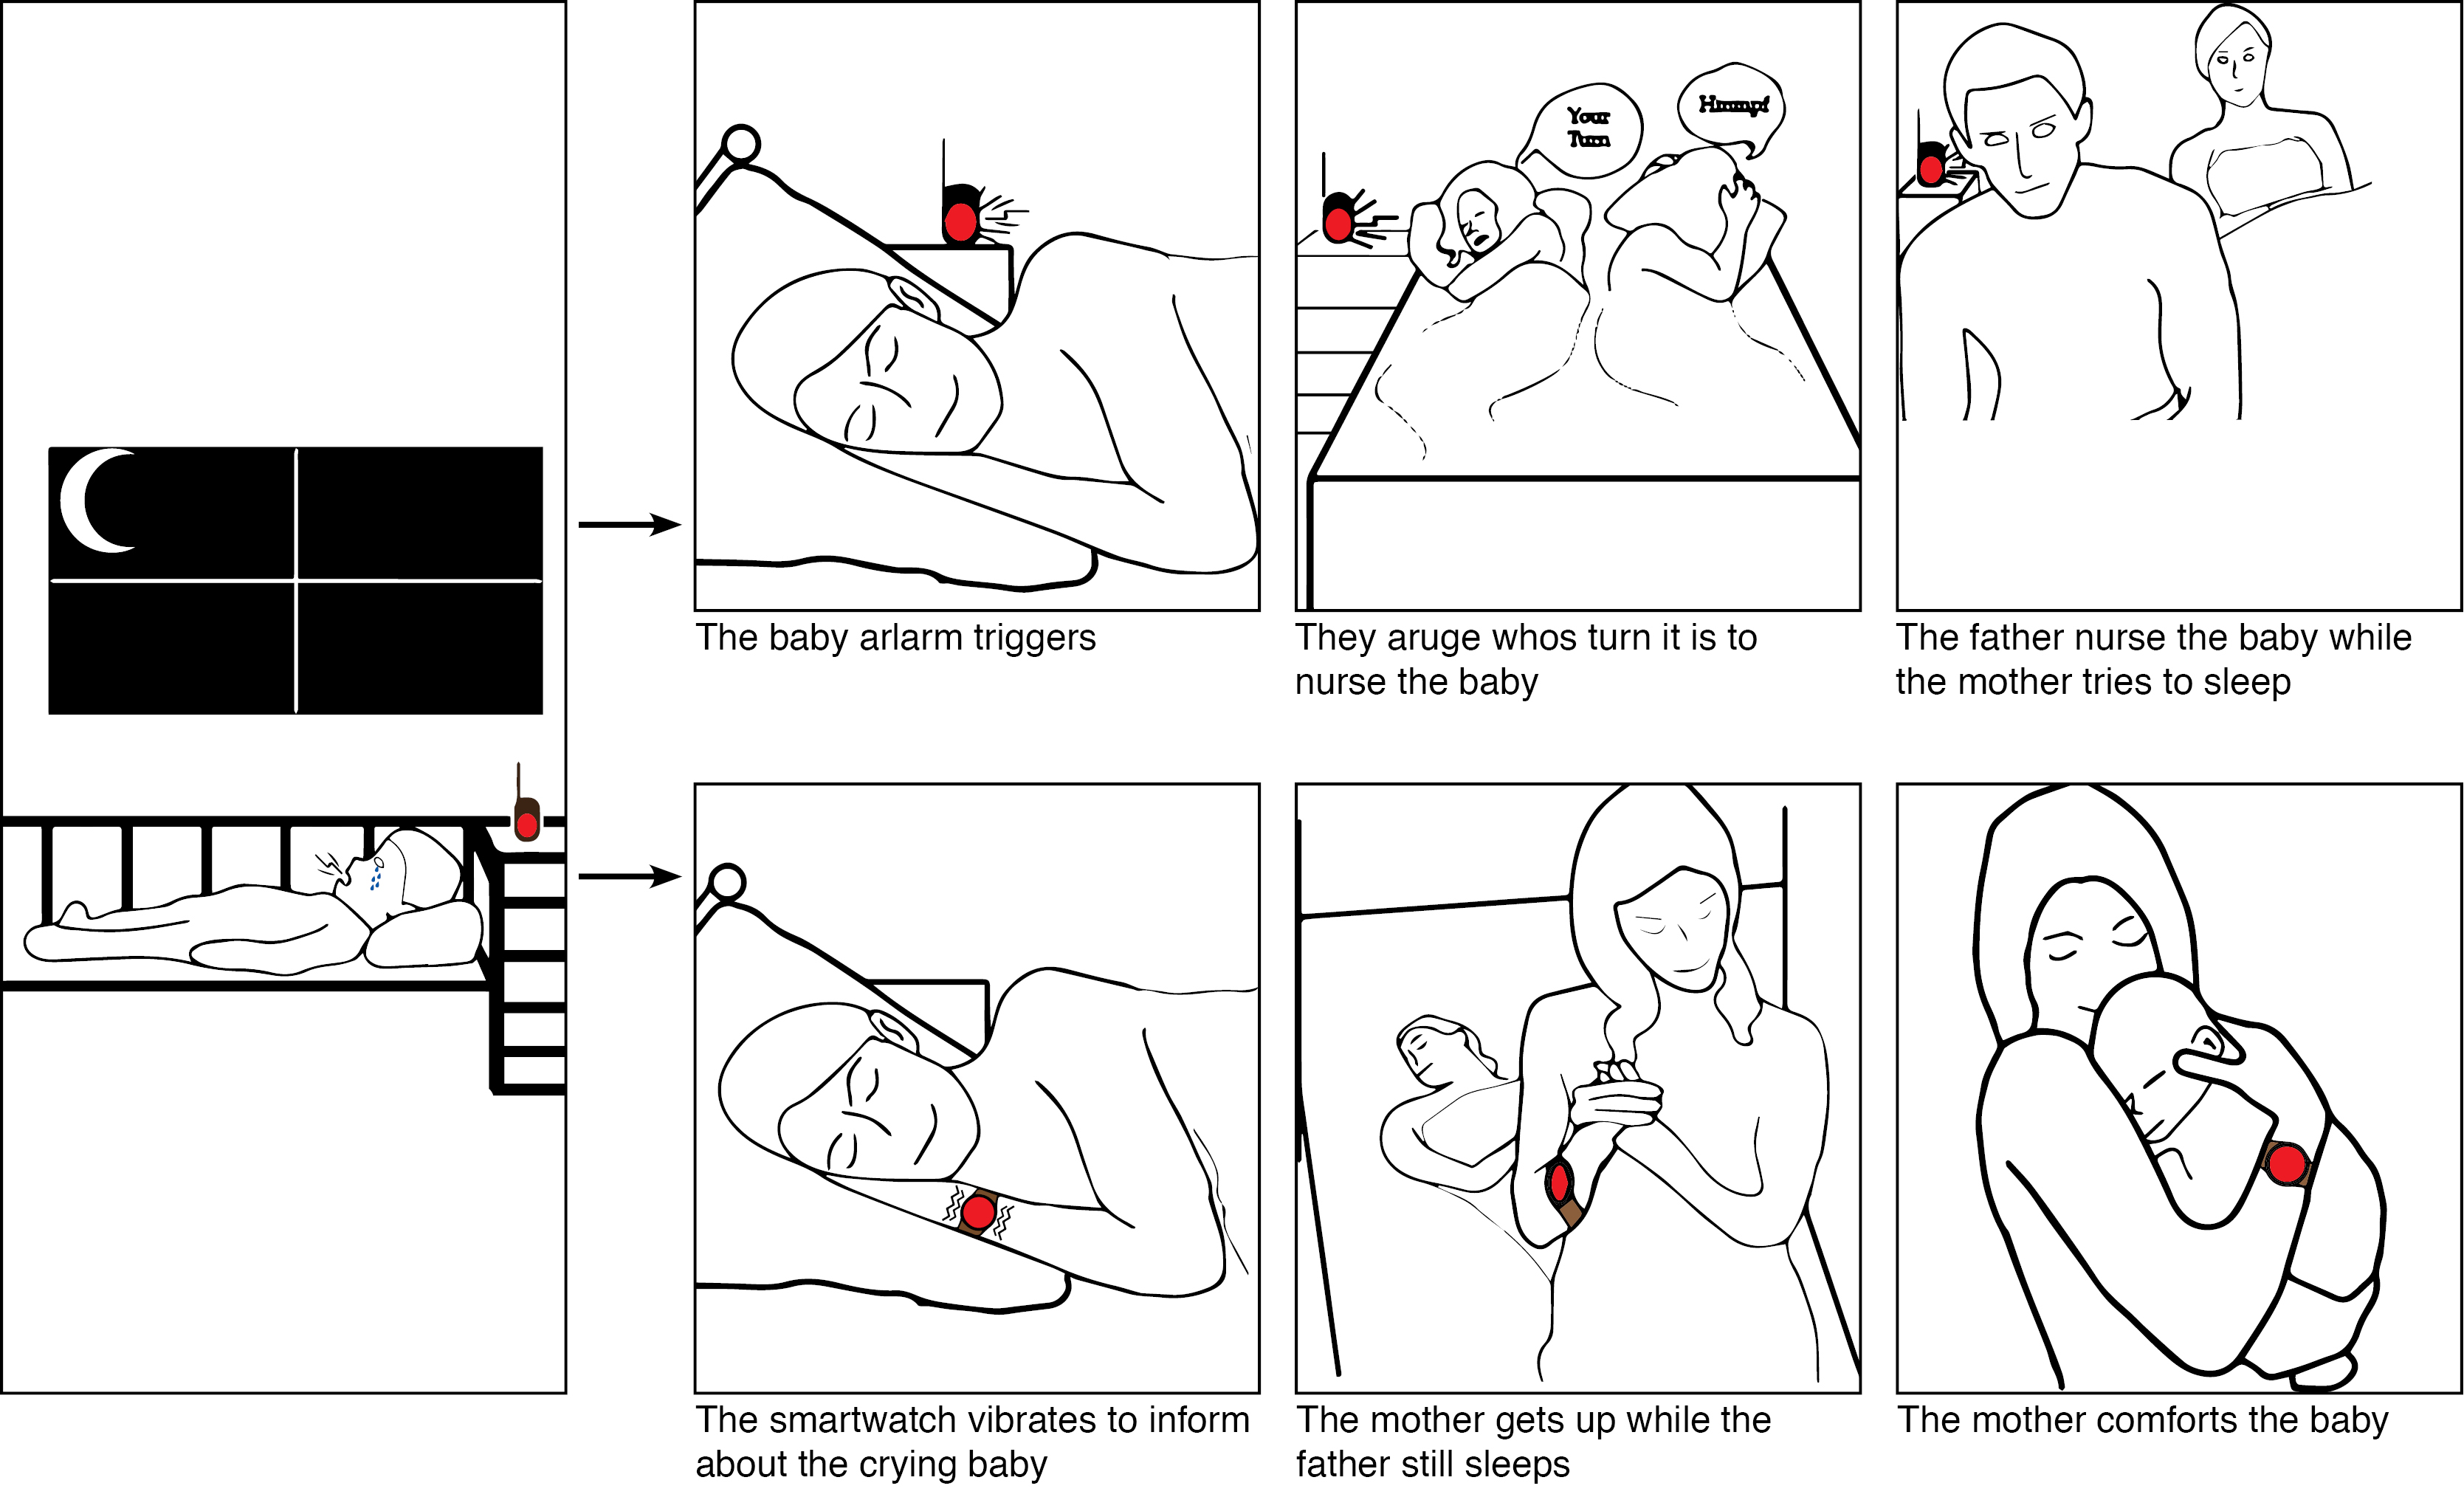 Your
Turn
Hmmpf
The baby arlarm triggers
They aruge whos turn it is to
nurse the baby
The father nurse the baby while
the mother tries to sleep
The smartwatch vibrates to inform
about the crying baby
The mother gets up while the
father still sleeps
The mother comforts the baby